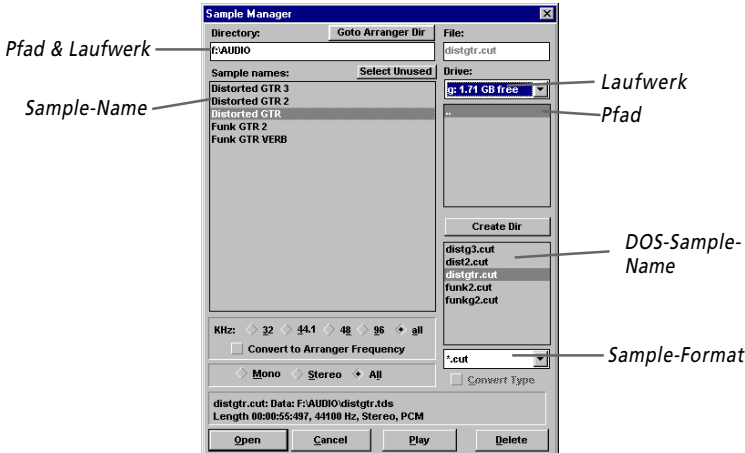 Sample Manager
Directory:
Goto Arranger Dir
File:
Pfad & Laufwerk
f:\AUDIO
distgtr.cut
Sample names:
Select Unused
Drive:
Sample-Name
Distorted GTR 3
Distorted GTR 2
Distorted GTR
Funk GTR 2
Funk GTR VERB
g: 1.71 GB free
Laufwerk
..
Pfad
Create Dir
distg3.cut
dist2.cut
distgtr.cut
funk2.cut
funkg2.cut
DOS-Sample-
Name
KHz: 32 44.1 48 96 all
Convert to Arranger Frequency
*.cut
Sample-Format
Mono Stereo All
Convert Type
distgtr.cut: Data: F:\AUDIO\distgtr.tds
Length 00:00:55:497, 44100 Hz, Stereo, PCM
Open Cancel Play Delete